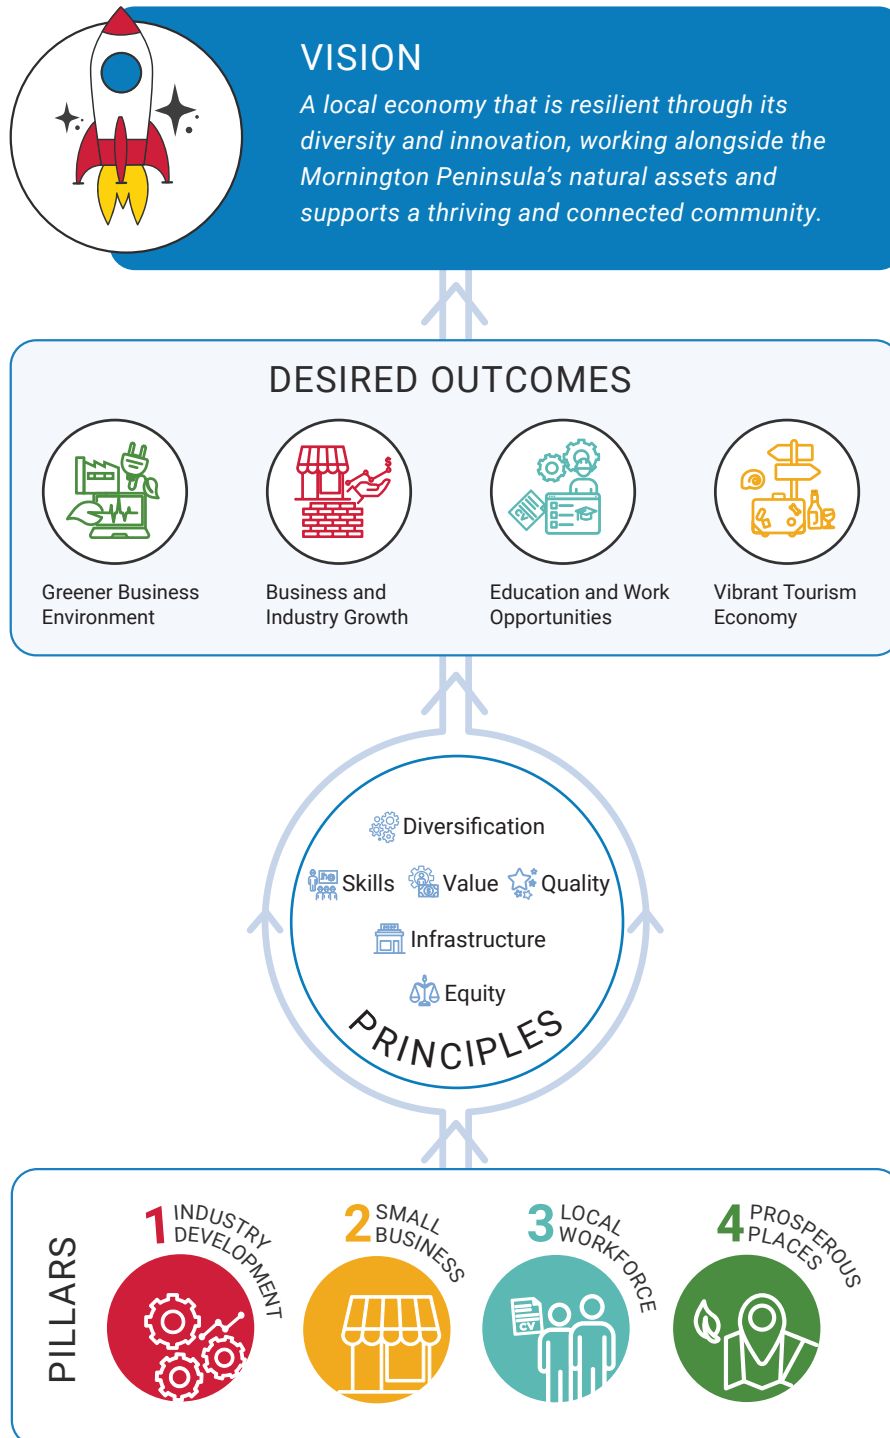 VISION
A local economy that is resilient through its
diversity and innovation, working alongside the
Mornington Peninsula's natural assets and
supports a thriving and connected community.
DESIRED OUTCOMES
Greener Business
Environment
Business and
Industry Growth
Education and Work
Opportunities
Vibrant Tourism
Economy
Diversification
Skills
Value
Quality
Infrastructure
Equity
PRINCIPLES
PILLARS
1 INDUSTRY
DEVELOPMENT
2 SMALL
BUSINESS
3 LOCAL
WORKFORCE
CV
4 PROSPEROUS
PLACES